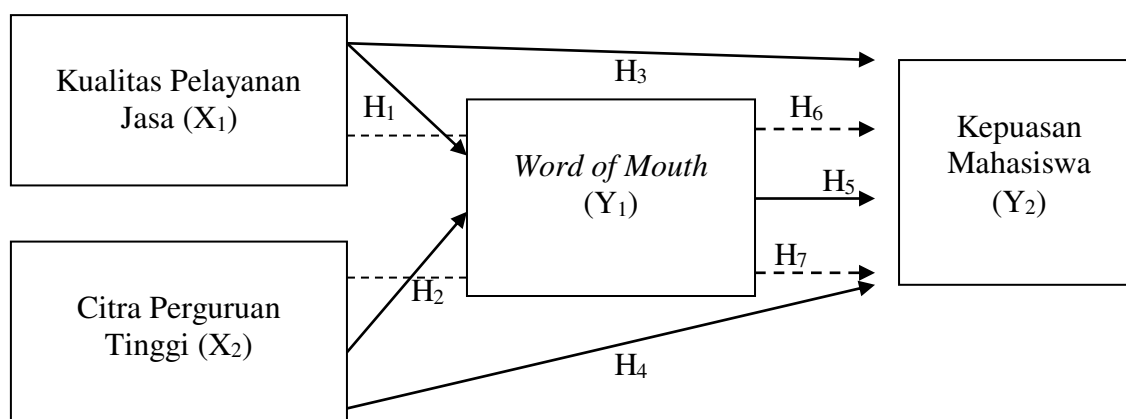 Kualitas Pelayanan
Jasa (X₁)
H₁
H₃
Word of Mouth
(Y₁)
H₆
H₅
H₇
Kepuasan
Mahasiswa
(Y₂)
Citra Perguruan
Tinggi (X₂)
H₂
H₄